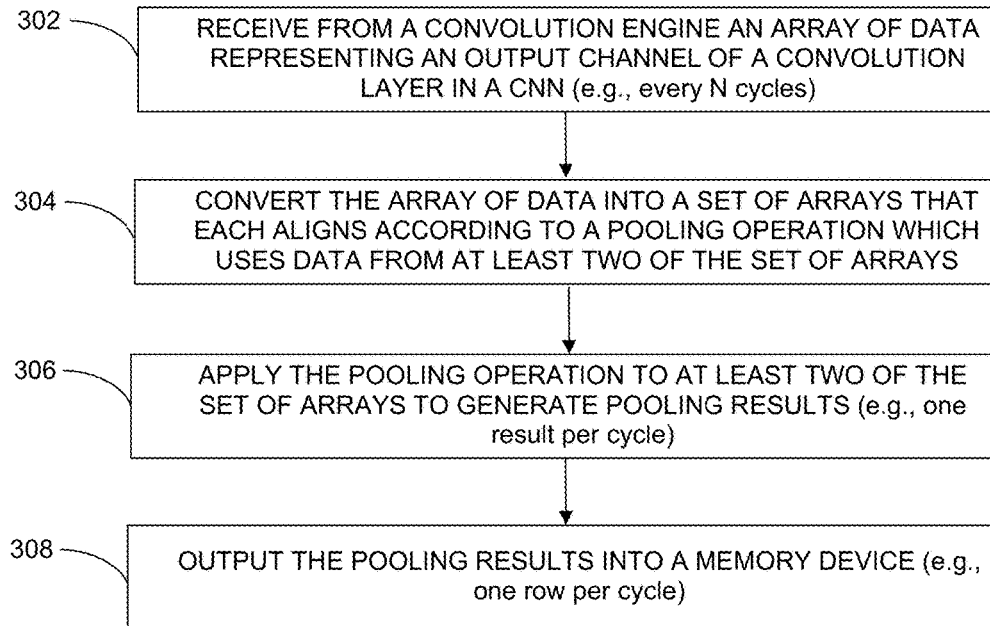 302
RECEIVE FROM A CONVOLUTION ENGINE AN ARRAY OF DATA
REPRESENTING AN OUTPUT CHANNEL OF A CONVOLUTION
LAYER IN A CNN (e.g., every N cycles)
304
CONVERT THE ARRAY OF DATA INTO A SET OF ARRAYS THAT
EACH ALIGNS ACCORDING TO A POOLING OPERATION WHICH
USES DATA FROM AT LEAST TWO OF THE SET OF ARRAYS
306
APPLY THE POOLING OPERATION TO AT LEAST TWO OF THE
SET OF ARRAYS TO GENERATE POOLING RESULTS (e.g., one
result per cycle)
308
OUTPUT THE POOLING RESULTS INTO A MEMORY DEVICE (e.g.,
one row per cycle)